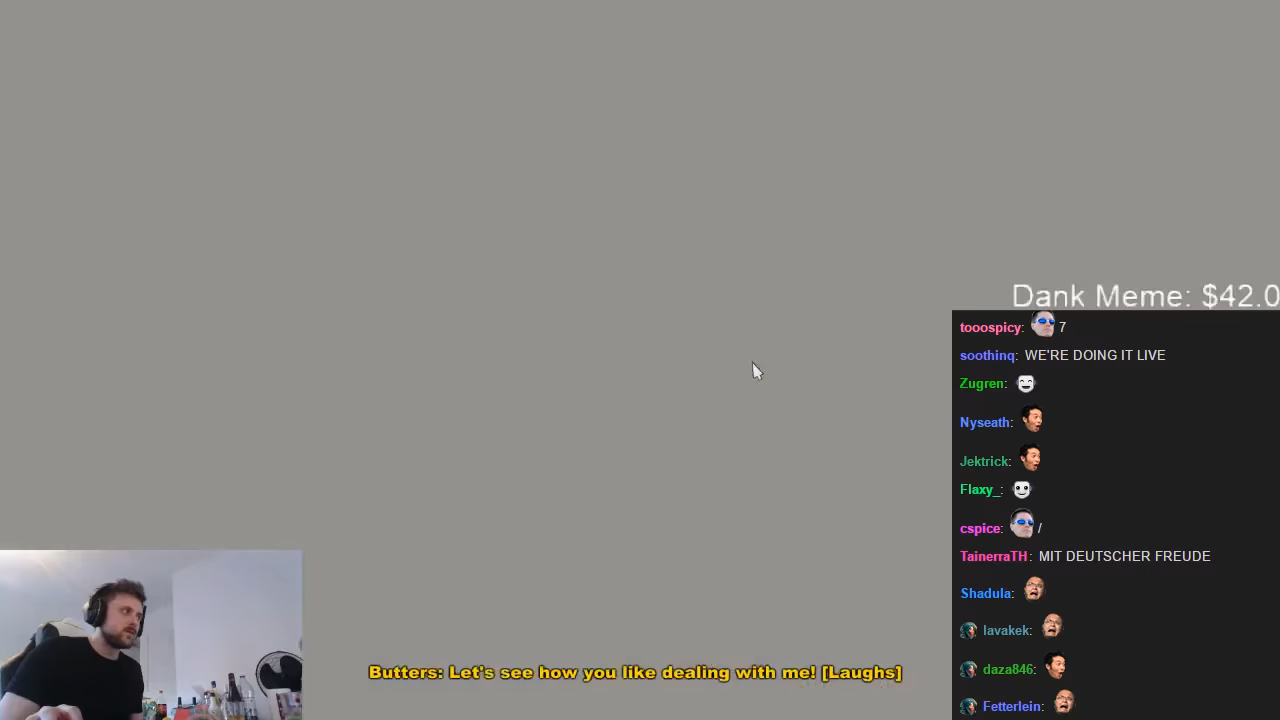 Dank Meme: $42.0
tooospicy: 7
soothinq: WE'RE DOING IT LIVE
Zugren:
Nyseath:
Jektrick:
Flaxy_:
cspice: /
TainerraTH: MIT DEUTSCHER FREUDE
Shadula:
lavakek:
daza846:
Fetterlein:
Butters: Let's see how you like dealing with me! [Laughs]